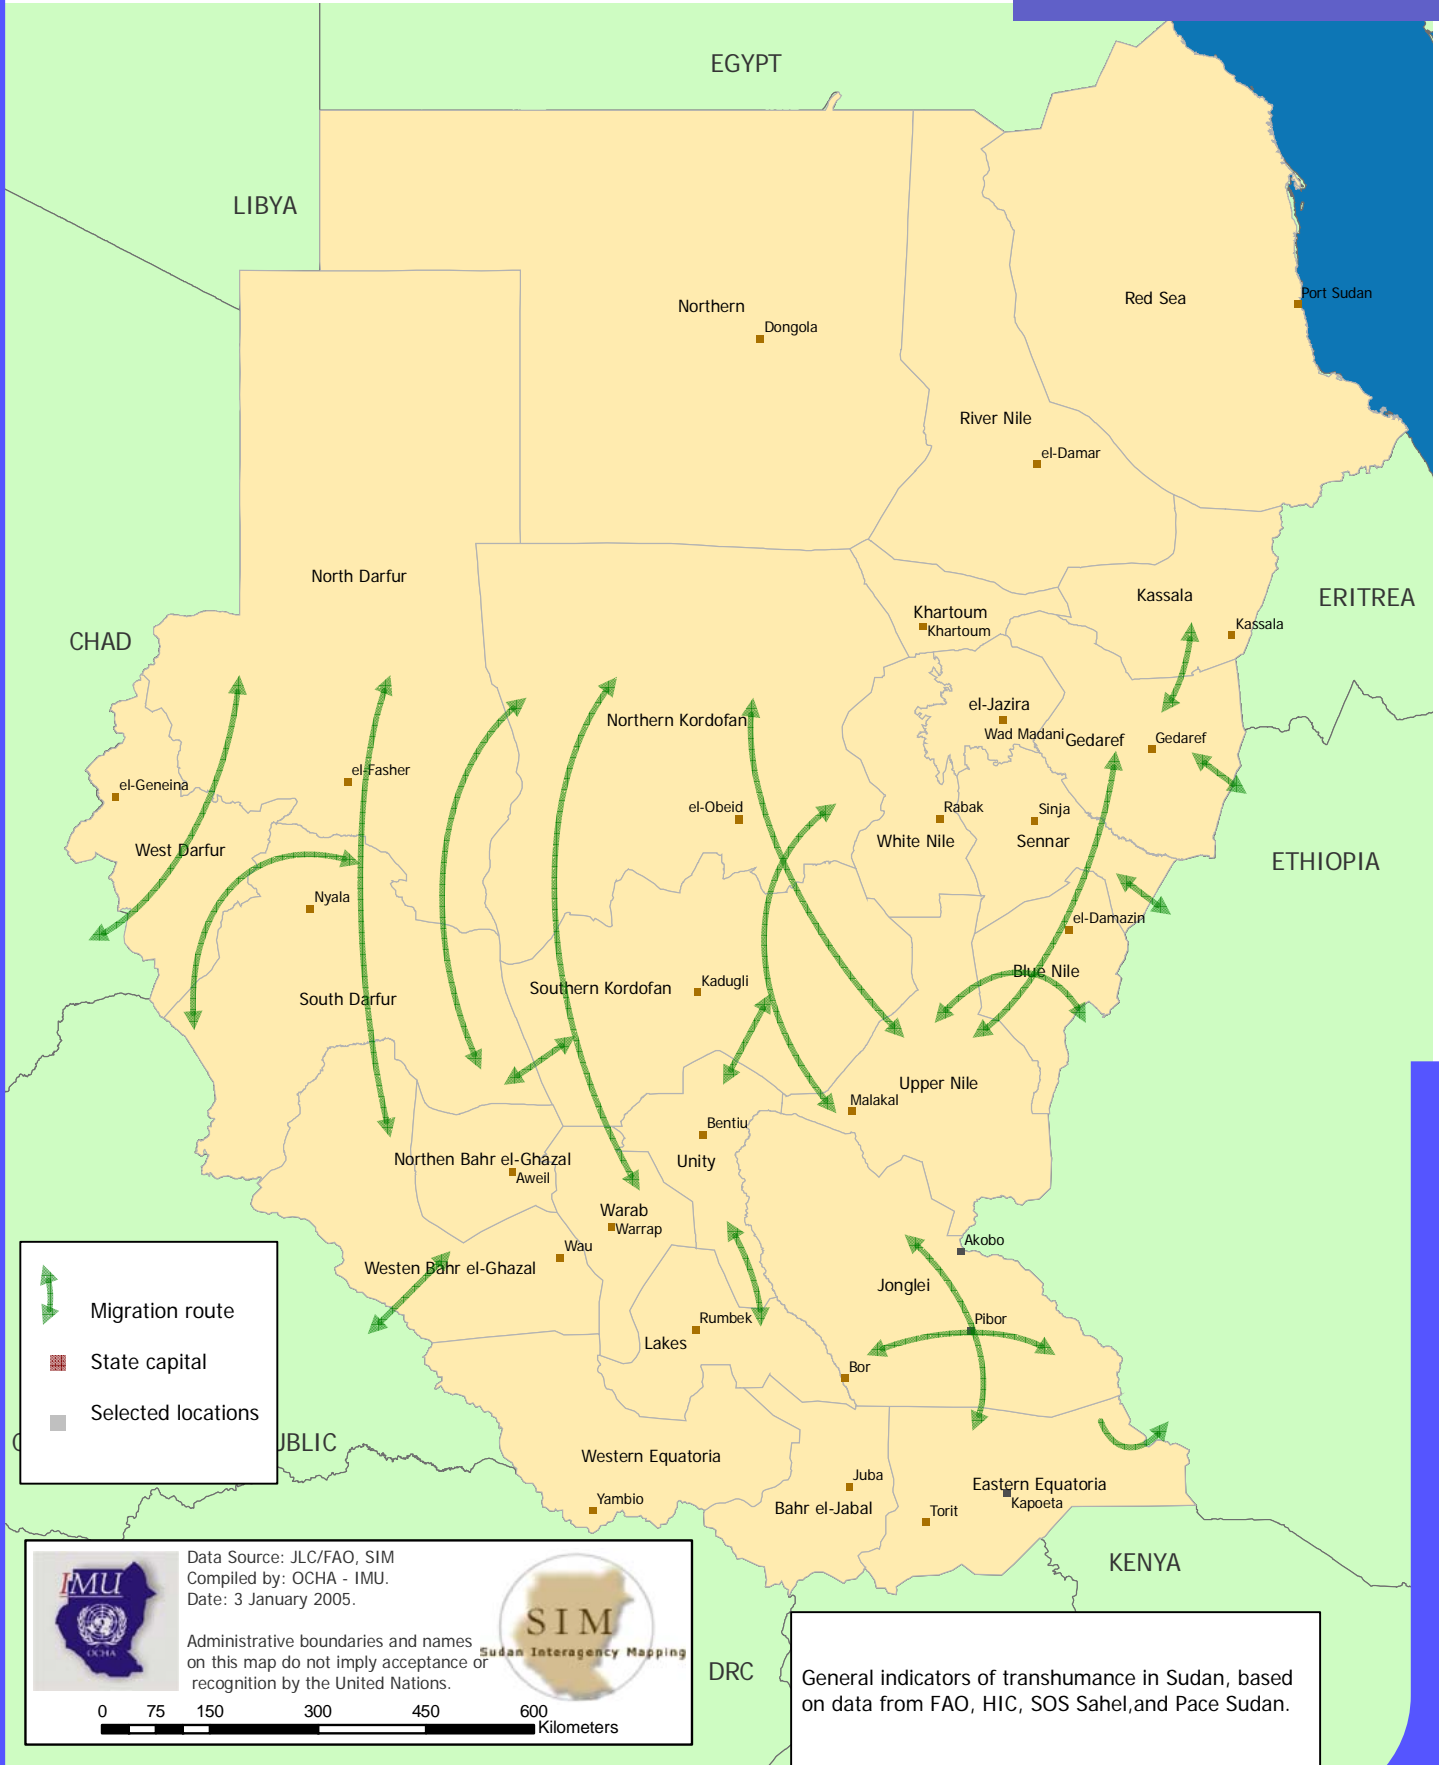 EGYPT
LIBYA
Northern
Dongola
Red Sea
Port Sudan
River Nile
el-Damar
North Darfur
Kassala
ERITREA
Khartoum
Khartoum
Kassala
CHAD
Northern Kordofan
el-Jazira
Wad Madani
Gedaref
Gedaref
el-Fasher
el-Geneina
el-Obeid
Rabak
Sinja
White Nile
Sennar
West Darfur
ETHIOPIA
Nyala
el-Damazin
Blue Nile
Kadugli
Southern Kordofan
South Darfur
Upper Nile
Malakal
Bentiu
Unity
Northen Bahr el-Ghazal
Aweil
Warab
Warrap
Akobo
Wau
Westen Bahr el-Ghazal
Jonglei
Pibor
Rumbek
Lakes
Bor
Migration route
State capital
Selected locations
UBLIC
Western Equatoria
Juba
Eastern Equatoria
Kapoeta
Bahr el-Jabal
Torit
Yambio
KENYA
DRC
IMU
OCHA
Data Source: JLC/FAO, SIM
Compiled by: OCHA - IMU.
Date: 3 January 2005.
Administrative boundaries and names
on this map do not imply acceptance or
recognition by the United Nations.
SIM
Sudan Interagency Mapping
0 75 150 300 450 600
Kilometers
General indicators of transhumance in Sudan, based
on data from FAO, HIC, SOS Sahel,and Pace Sudan.